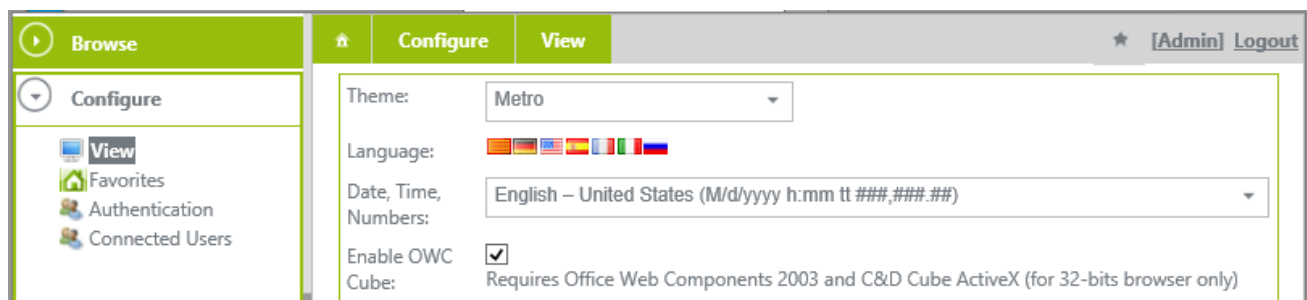 Browse
Configure View [Admin] Logout
Configure
View
Favorites
Authentication
Connected Users
Theme: Metro
Language:
Date, Time,
Numbers:
English – United States (M/d/yyyy h:mm tt ###,###.##)
Enable OWC
Cube:
Requires Office Web Components 2003 and C&D Cube ActiveX (for 32-bits browser only)